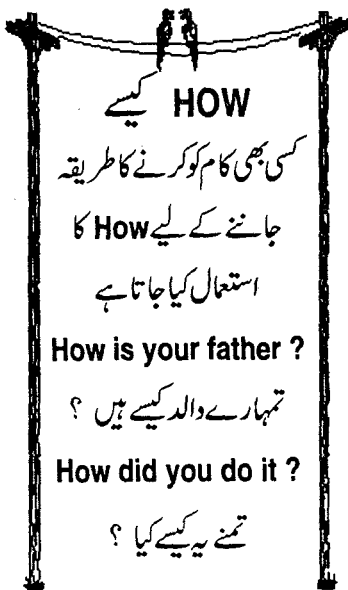 HOW کیسے
کسی بھی کام کو کرنے کا طریقہ
جاننے کے لیے How کا
استعمال کیا جاتا ہے
How is your father ?
تمہارے والد کیسے ہیں ؟
How did you do it ?
تمنے یہ کیسے کیا ؟